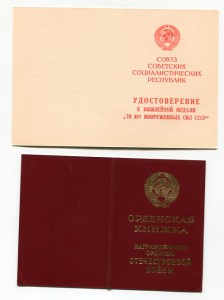 СОЮЗ
СОВЕТСКИХ
СОЦИАЛИСТИЧЕСКИХ
РЕСПУБЛИК
УДОСТОВЕРЕНИЕ
К ЮБИЛЕЙНОЙ МЕДАЛИ
„70 ЛЕТ ВООРУЖЕННЫХ СИЛ СССР“
ОРДЕНСКАЯ
КНИЖКА
НАГРАЖДЕННОГО
ОРДЕНОМ
ОТЕЧЕСТВЕННОЙ
ВОЙНЫ